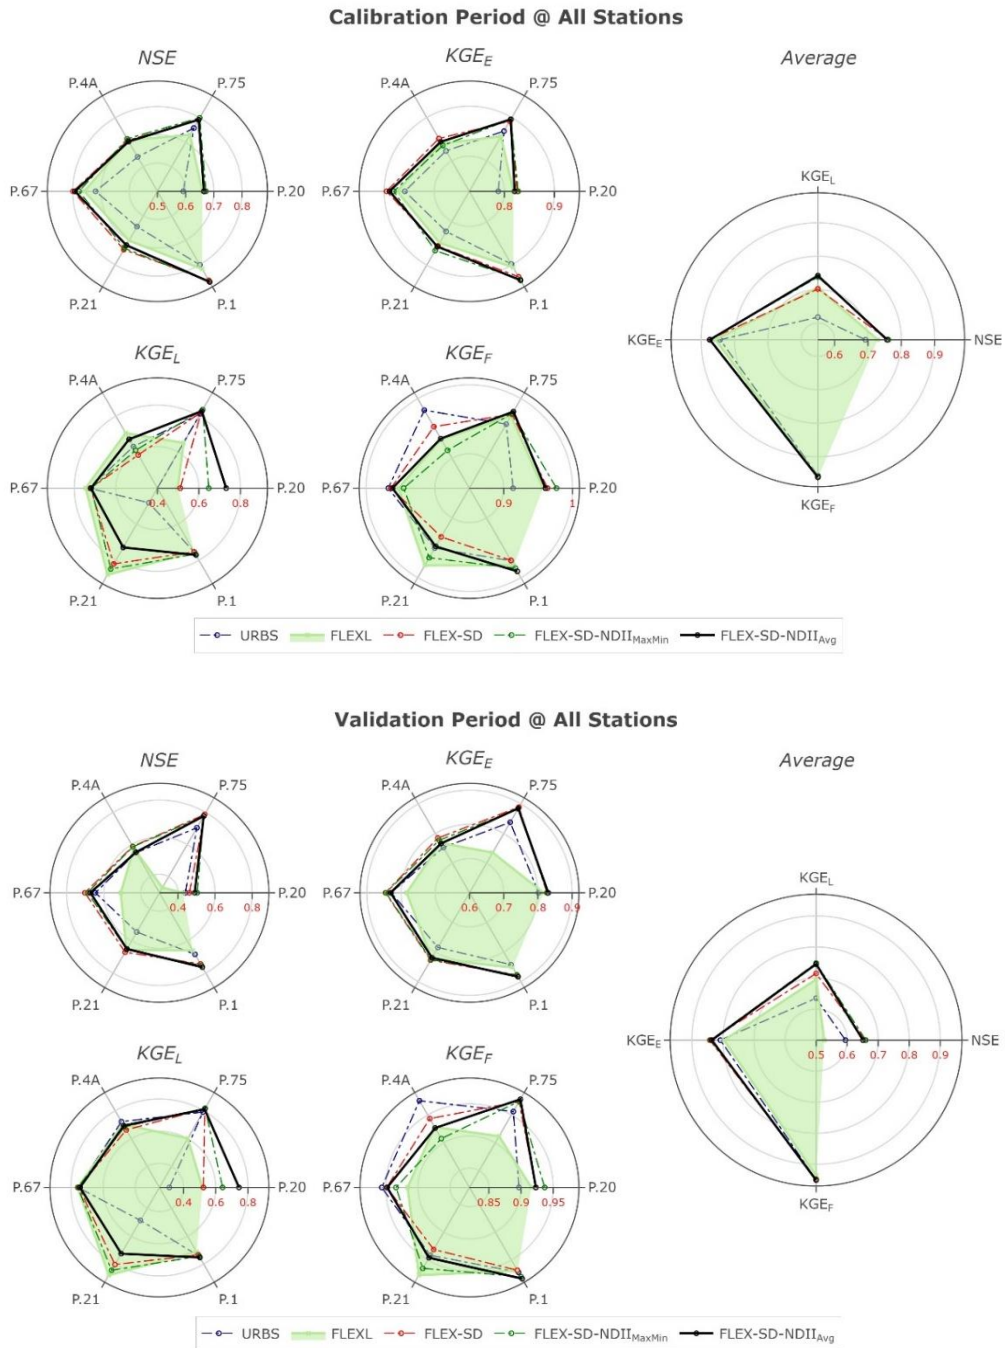 Calibration Period @ All Stations
NSE
KGE_E
Average
P.4A
P.75
P.4A
P.75
P.67
0.5
0.6
0.7
0.8
P.20
P.67
0.8
0.9
P.20
P.21
P.1
P.21
P.1
KGE_L
KGE_E
0.6
0.7
0.8
0.9
NSE
KGE_F
KGE_L
KGE_F
P.4A
P.75
P.4A
P.75
P.67
0.4
0.6
0.8
P.20
P.67
0.9
1
P.20
P.21
P.1
P.21
P.1
URBS FLEXL FLEX-SD FLEX-SD-NDII_MaxMin FLEX-SD-NDII_Avg
Validation Period @ All Stations
NSE
KGE_E
Average
P.4A
P.75
P.4A
P.75
P.67
0.4
0.6
0.8
P.20
P.67
0.6
0.7
0.8
0.9
P.20
P.21
P.1
P.21
P.1
KGE_L
KGE_E
0.5
0.6
0.7
0.8
0.9
NSE
KGE_F
KGE_L
KGE_F
P.4A
P.75
P.4A
P.75
P.67
0.4
0.6
0.8
P.20
P.67
0.85
0.9
0.95
P.20
P.21
P.1
P.21
P.1
URBS FLEXL FLEX-SD FLEX-SD-NDII_MaxMin FLEX-SD-NDII_Avg